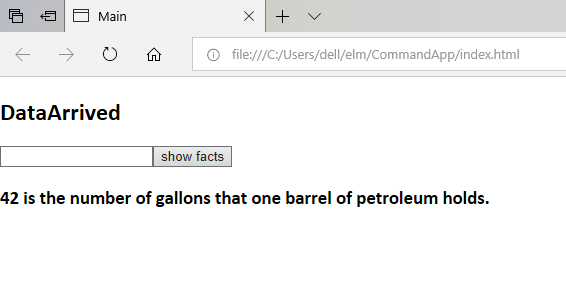 Main
file:///C:/Users/dell/elm/CommandApp/index.html
DataArrived
show facts
42 is the number of gallons that one barrel of petroleum holds.